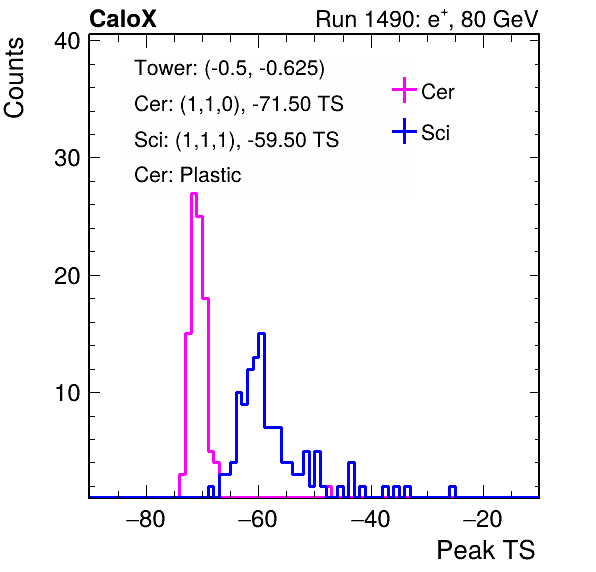 CaloX Run 1490: e⁺, 80 GeV
Counts
40
30
20
10
Tower: (-0.5, -0.625)
Cer: (1,1,0), -71.50 TS
Sci: (1,1,1), -59.50 TS
Cer: Plastic
Cer
Sci
−80 −60 −40 −20
Peak TS